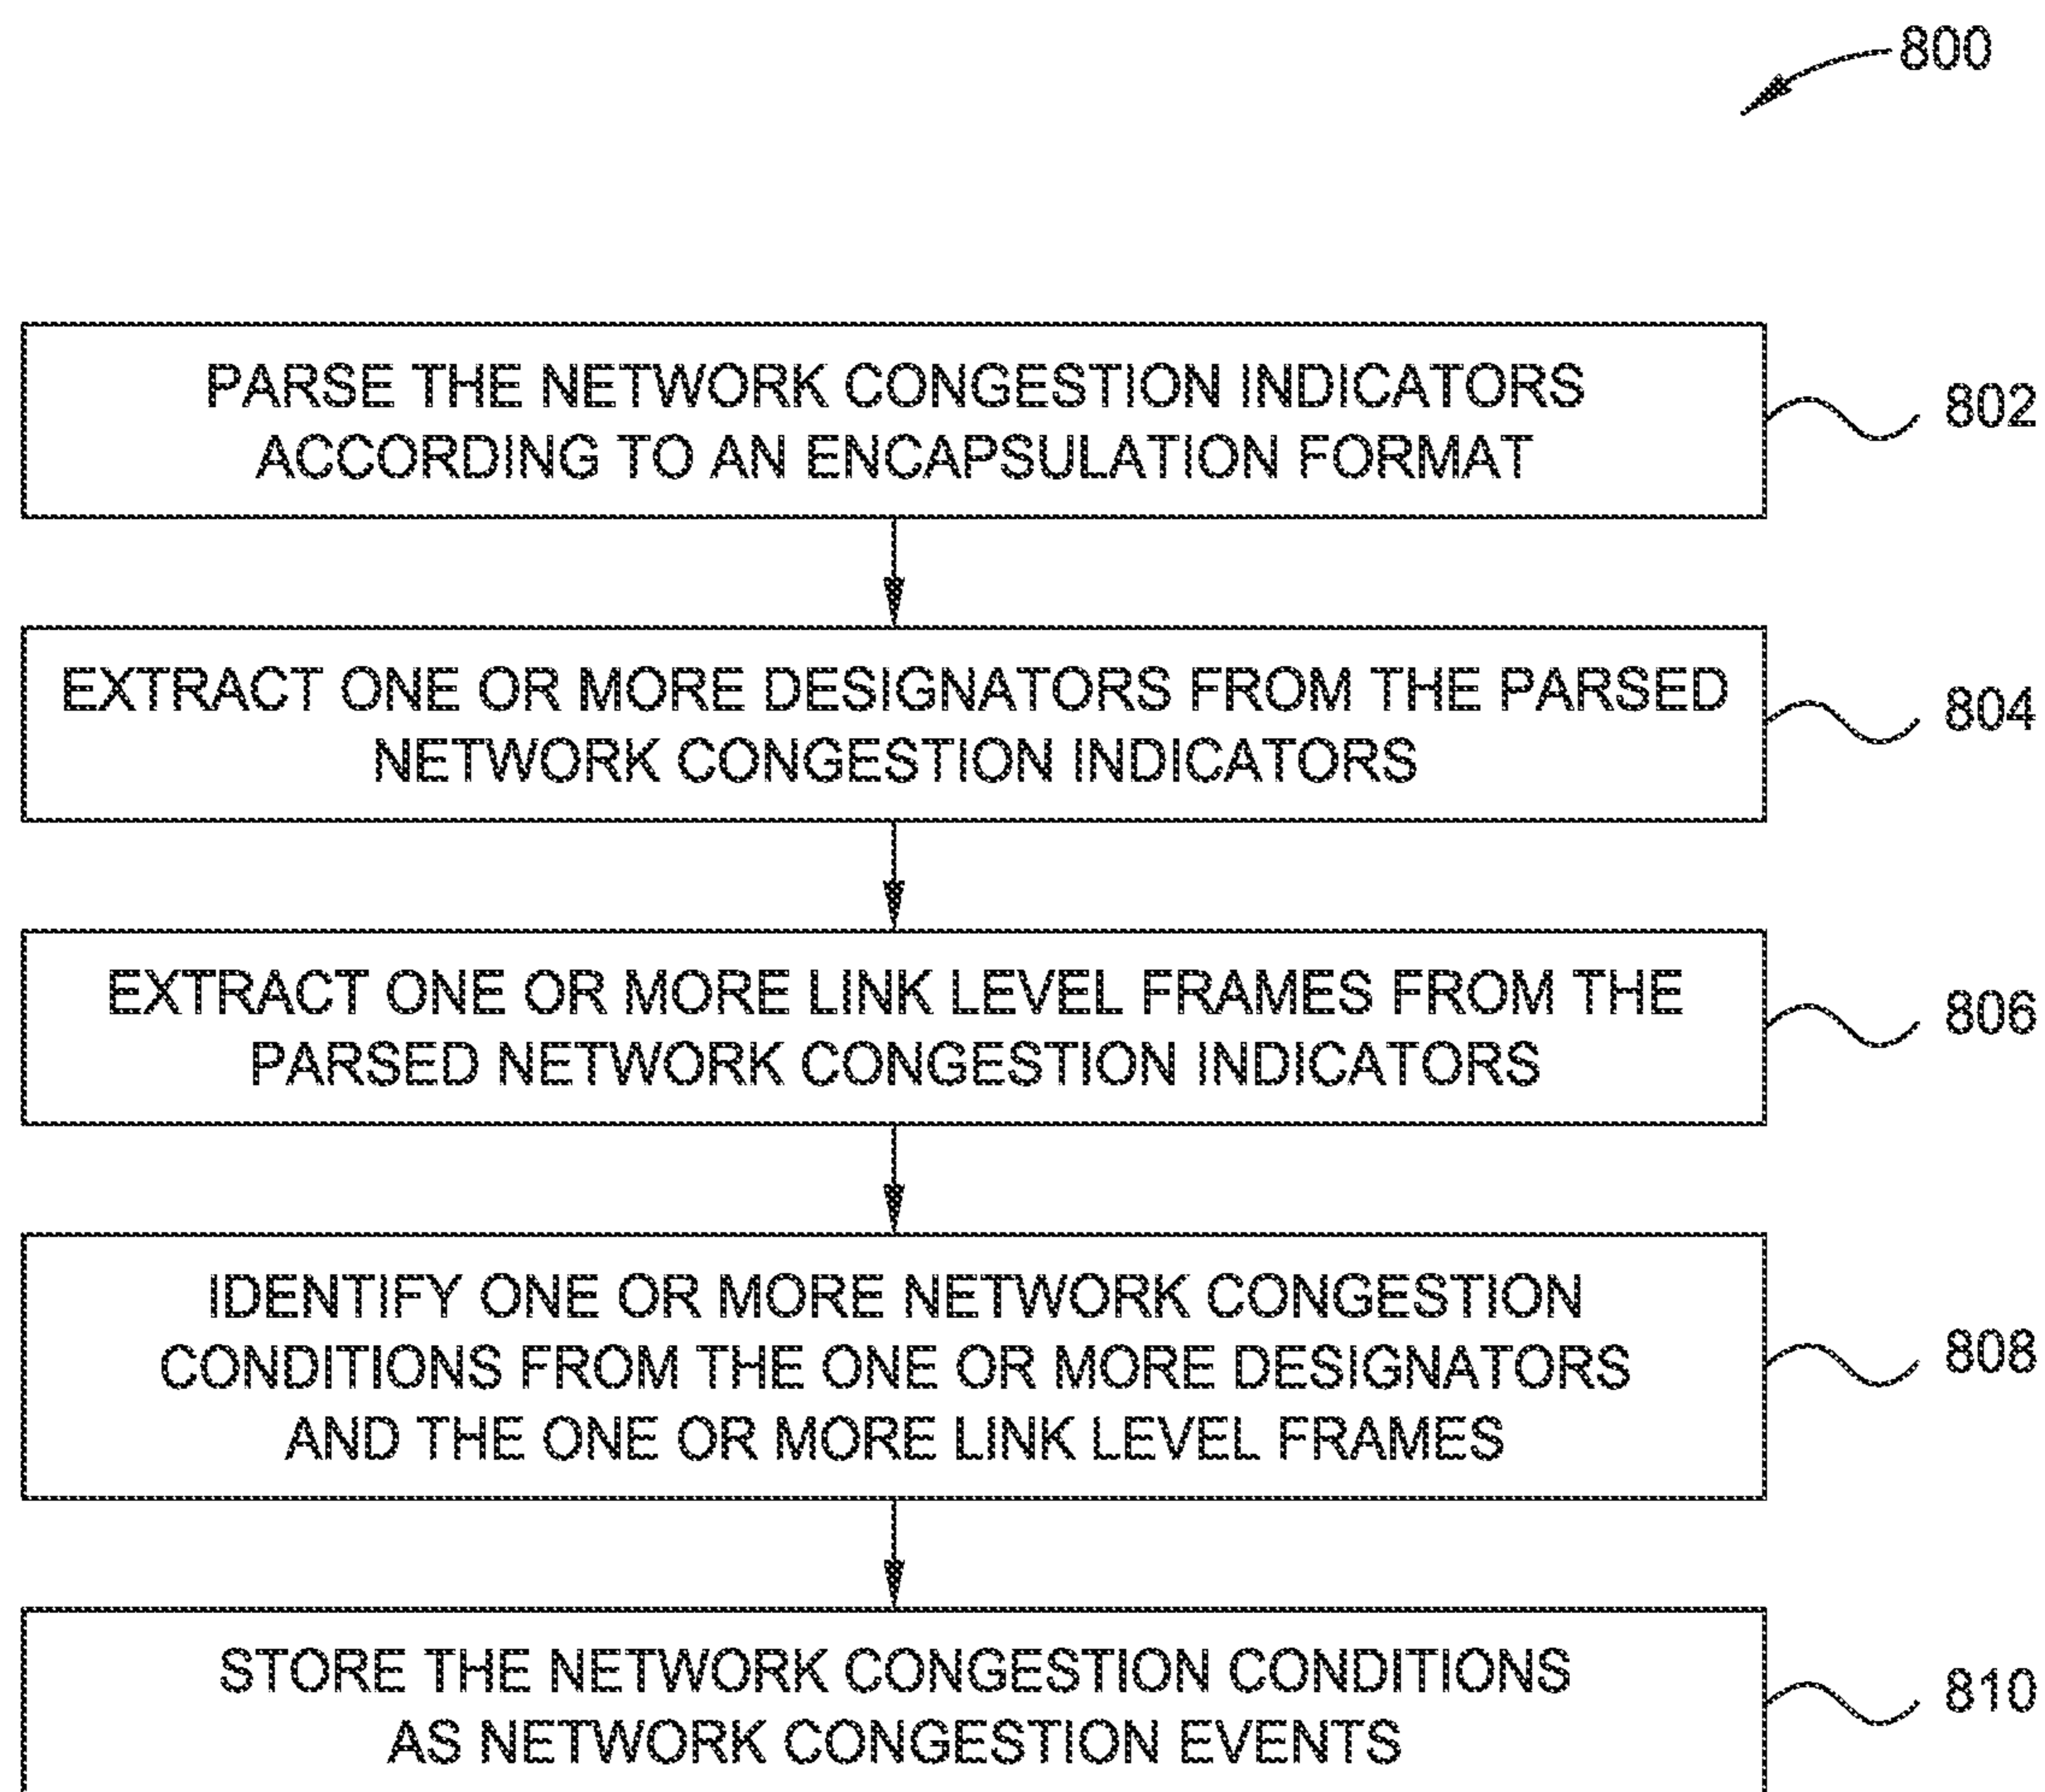 800
PARSE THE NETWORK CONGESTION INDICATORS
ACCORDING TO AN ENCAPSULATION FORMAT
802
EXTRACT ONE OR MORE DESIGNATORS FROM THE PARSED
NETWORK CONGESTION INDICATORS
804
EXTRACT ONE OR MORE LINK LEVEL FRAMES FROM THE
PARSED NETWORK CONGESTION INDICATORS
806
IDENTIFY ONE OR MORE NETWORK CONGESTION
CONDITIONS FROM THE ONE OR MORE DESIGNATORS
AND THE ONE OR MORE LINK LEVEL FRAMES
808
STORE THE NETWORK CONGESTION CONDITIONS
AS NETWORK CONGESTION EVENTS
810